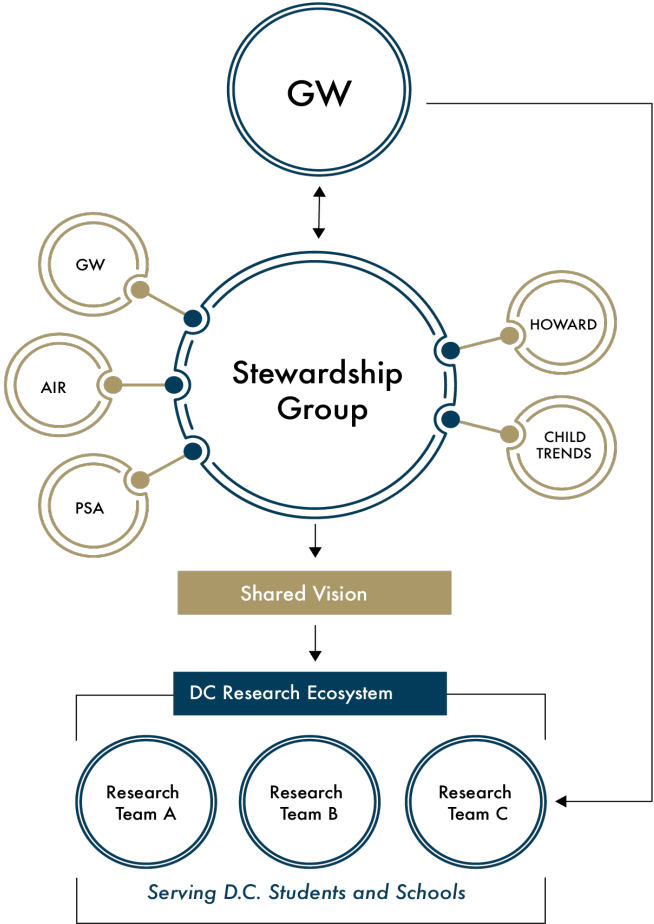 GW
GW
HOWARD
Stewardship
Group
AIR
CHILD
TRENDS
PSA
Shared Vision
DC Research Ecosystem
Research
Team A
Research
Team B
Research
Team C
Serving D.C. Students and Schools